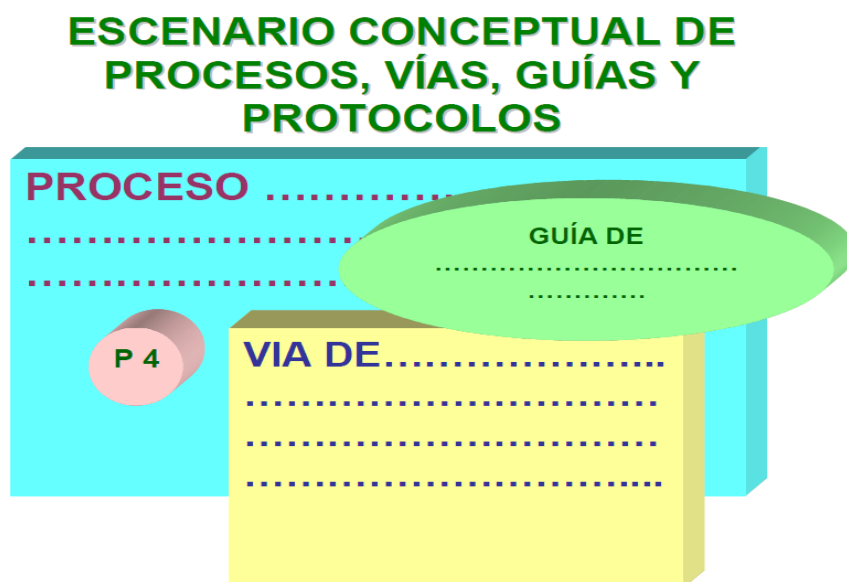 ESCENARIO CONCEPTUAL DE
PROCESOS, VÍAS, GUÍAS Y
PROTOCOLOS
PROCESO ..............
........................
.......................
GUÍA DE
.................................
.............
P 4
VIA DE......................
..............................
..............................
...............................